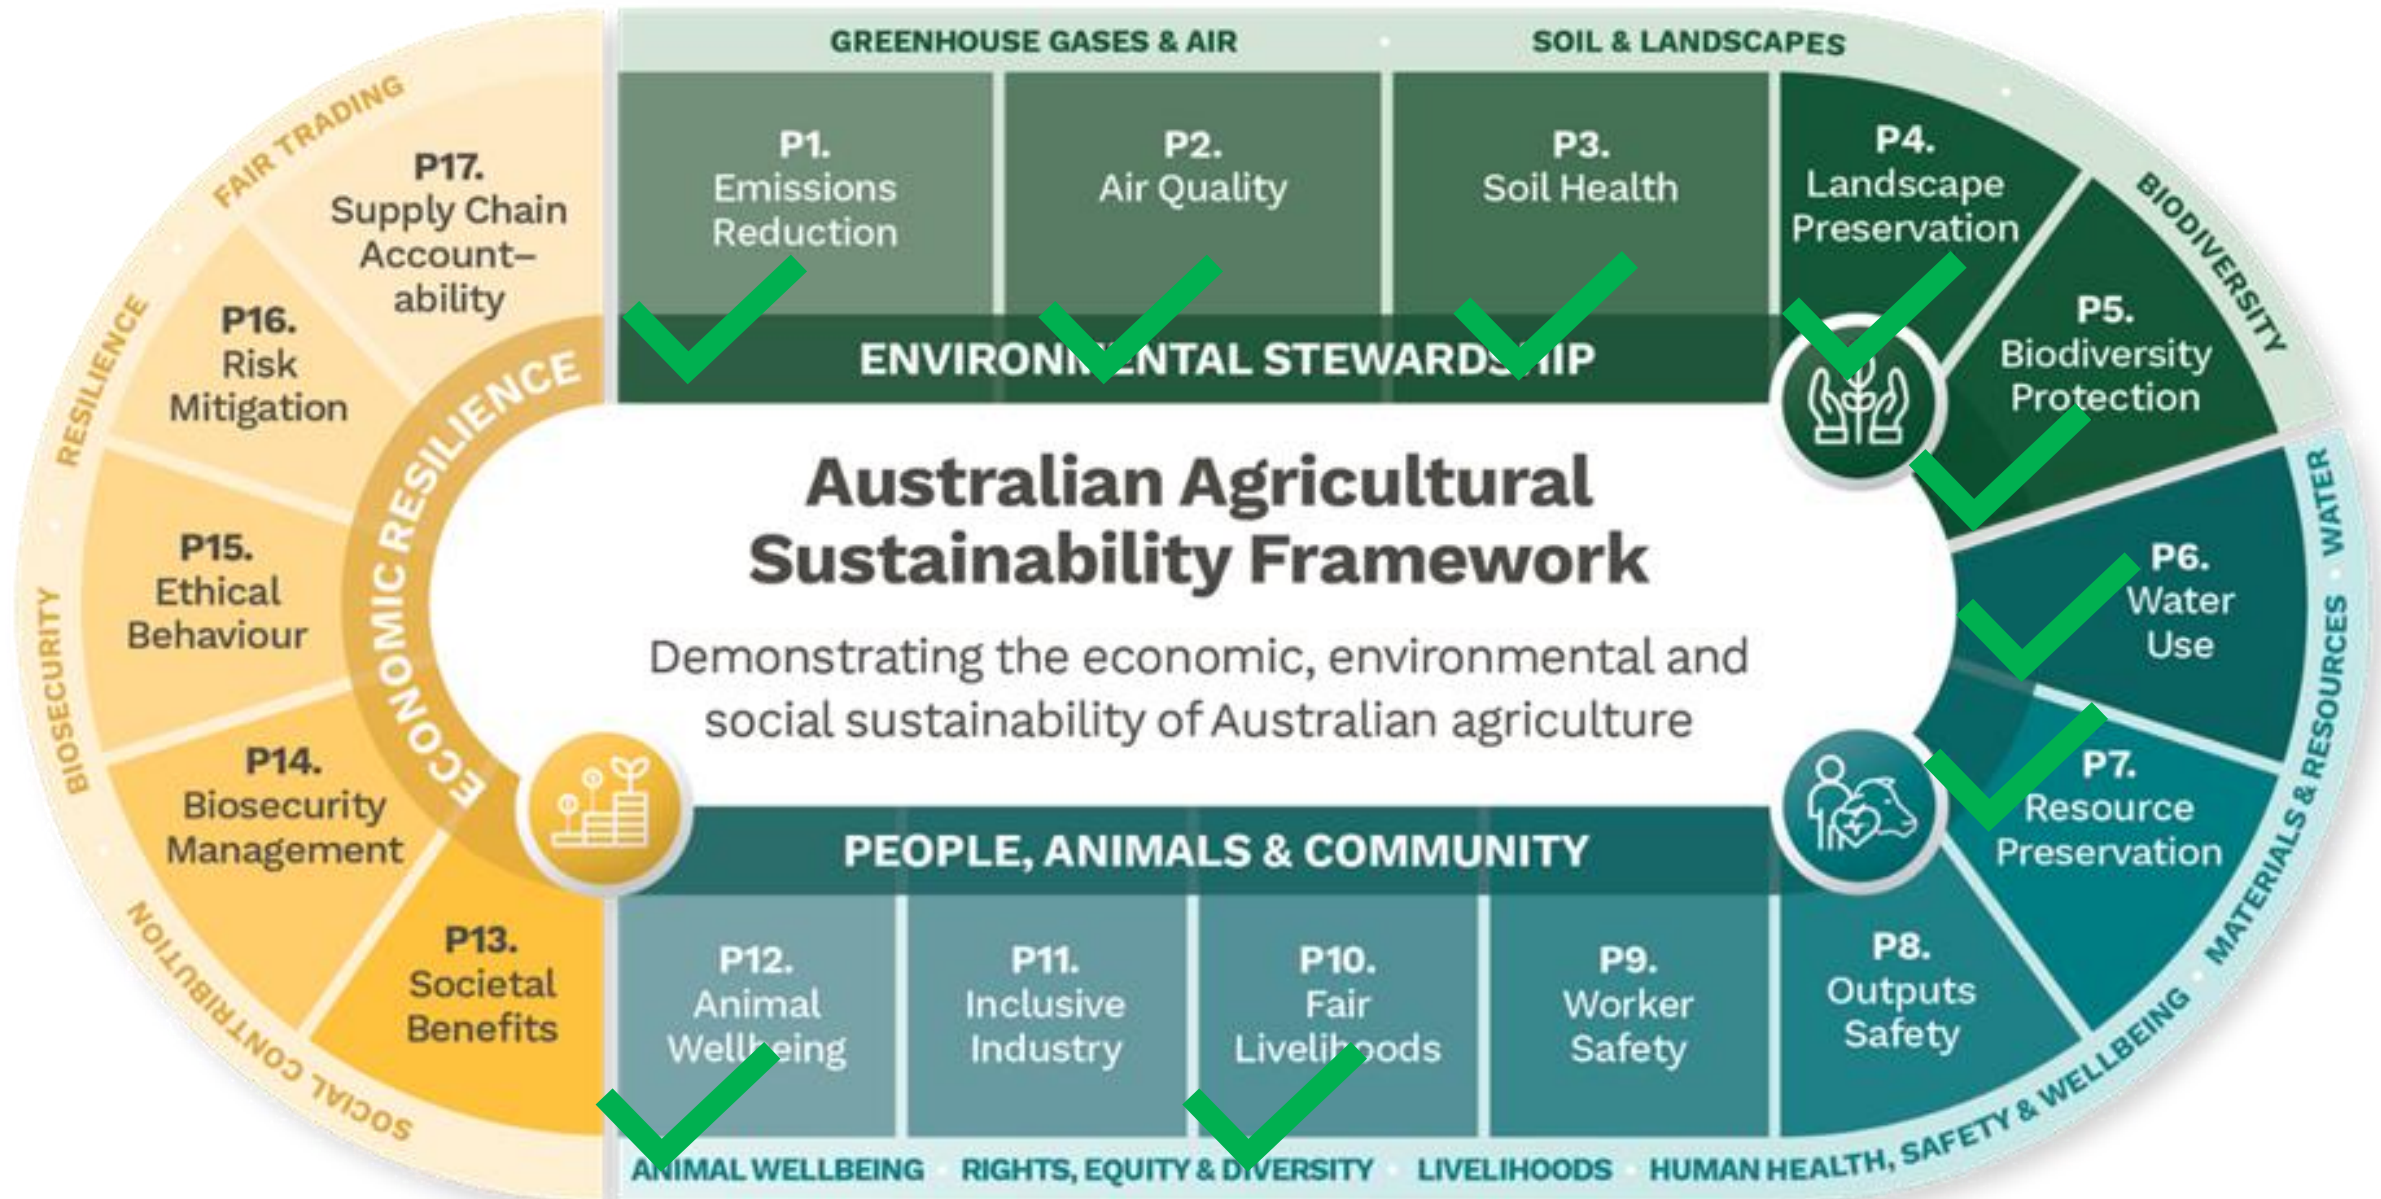 GREENHOUSE GASES & AIR
SOIL & LANDSCAPES
BIODIVERSITY
WATER
MATERIALS & RESOURCES
HUMAN HEALTH, SAFETY & WELLBEING
LIVELIHOODS
RIGHTS, EQUITY & DIVERSITY
ANIMAL WELLBEING
SOCIAL CONTRIBUTION
BIOSECURITY
RESILIENCE
FAIR TRADING
P1.
Emissions
Reduction
P2.
Air Quality
P3.
Soil Health
P4.
Landscape
Preservation
P5.
Biodiversity
Protection
ENVIRONMENTAL STEWARDSHIP
Australian Agricultural
Sustainability Framework
Demonstrating the economic, environmental and
social sustainability of Australian agriculture
P6.
Water
Use
P7.
Resource
Preservation
PEOPLE, ANIMALS & COMMUNITY
P8.
Outputs
Safety
P9.
Worker
Safety
P10.
Fair
Livelihoods
P11.
Inclusive
Industry
P12.
Animal
Wellbeing
P13.
Societal
Benefits
P14.
Biosecurity
Management
P15.
Ethical
Behaviour
P16.
Risk
Mitigation
P17.
Supply Chain
Account–
ability
ECONOMIC RESILIENCE